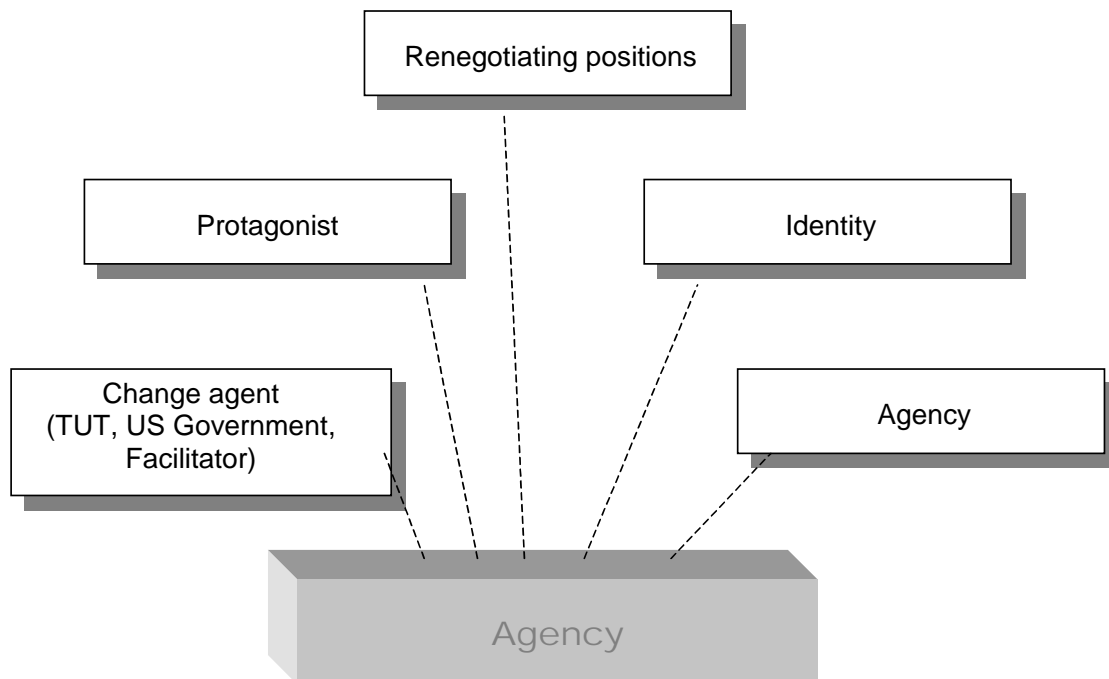 Renegotiating positions
Protagonist
Identity
Change agent
(TUT, US Government,
Facilitator)
Agency
Agency